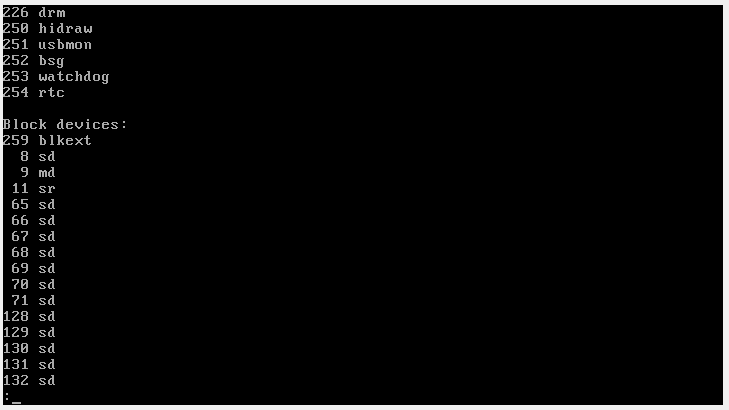 226 drm
250 hidraw
251 usbmon
252 bsg
253 watchdog
254 rtc
Block devices:
259 blkext
8 sd
9 md
11 sr
65 sd
66 sd
67 sd
68 sd
69 sd
70 sd
71 sd
128 sd
129 sd
130 sd
131 sd
132 sd
:_